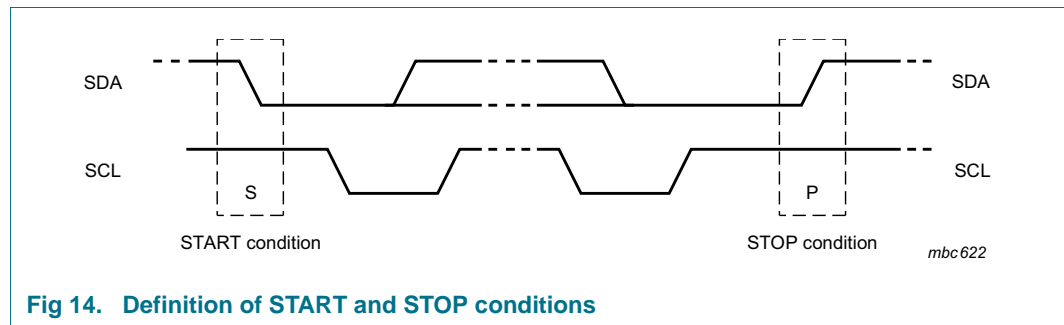 SDA
SDA
SCL
SCL
S
P
START condition
STOP condition
mbc622
Fig 14. Definition of START and STOP conditions